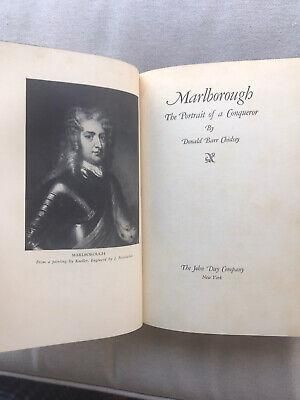 MARLBOROUGH
From a painting by Kneller, Engraved by J.
Marlborough
The Portrait of a Conqueror
By
Donald Barr Chidsey
The John Day Company
New York